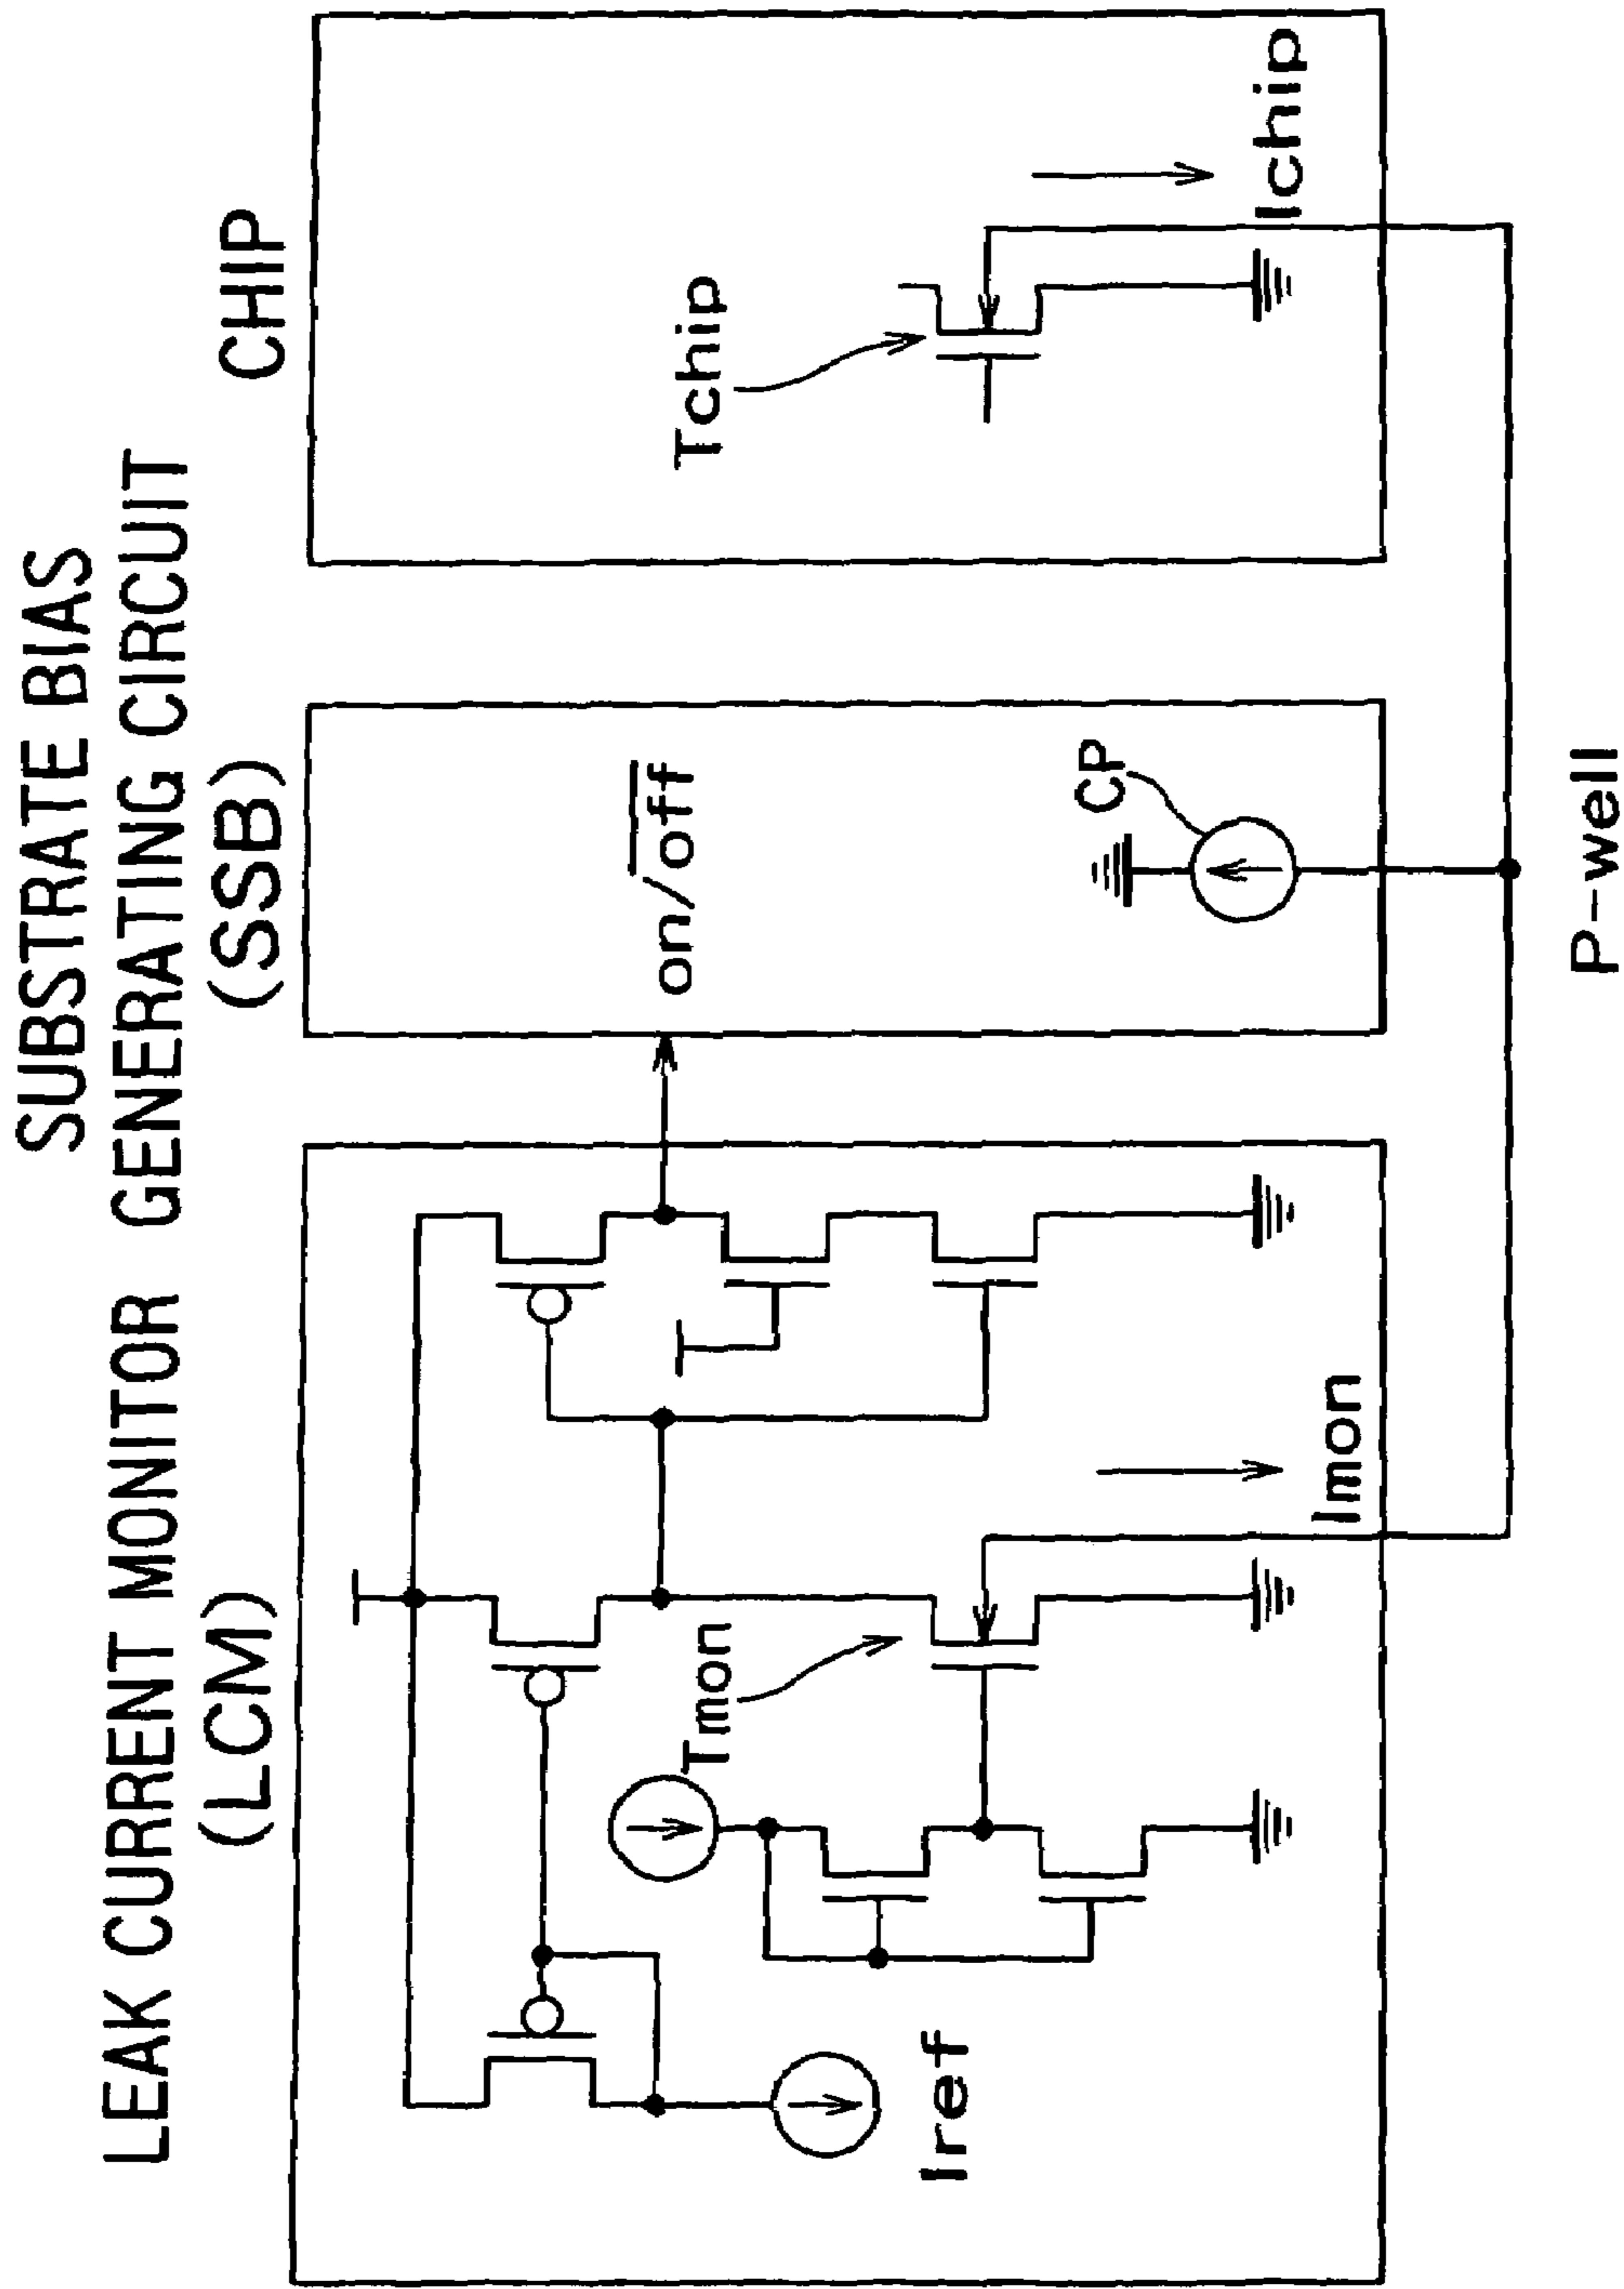 SUBSTRATE BIAS
LEAK CURRENT MONITOR GENERATING CIRCUIT
(LCM) (SSB) CHIP
on/off
Tmon
Tchip
CP
Iref
Imon
Ichip
P-well